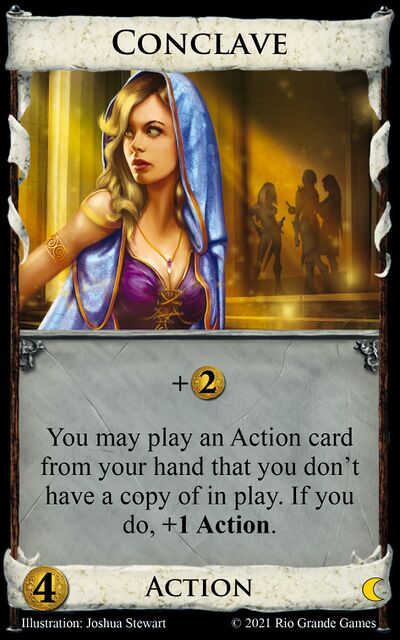 CONCLAVE
+2
You may play an Action card
from your hand that you don't
have a copy of in play. If you
do, +1 Action.
4
ACTION
Illustration: Joshua Stewart
© 2021 Rio Grande Games